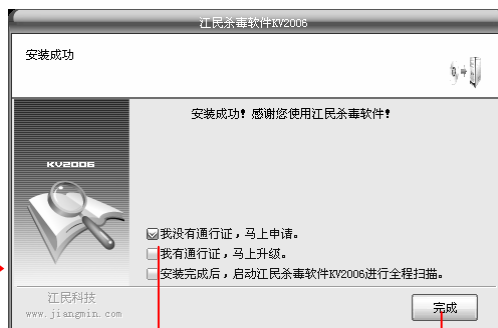 江民杀毒软件KV2006
安装成功
安装成功！感谢您使用江民杀毒软件！
KV2006
我没有通行证，马上申请。
我有通行证，马上升级。
安装完成后，启动江民杀毒软件KV2006进行全程扫描。
江民科技
www.jiangmin.com
完成